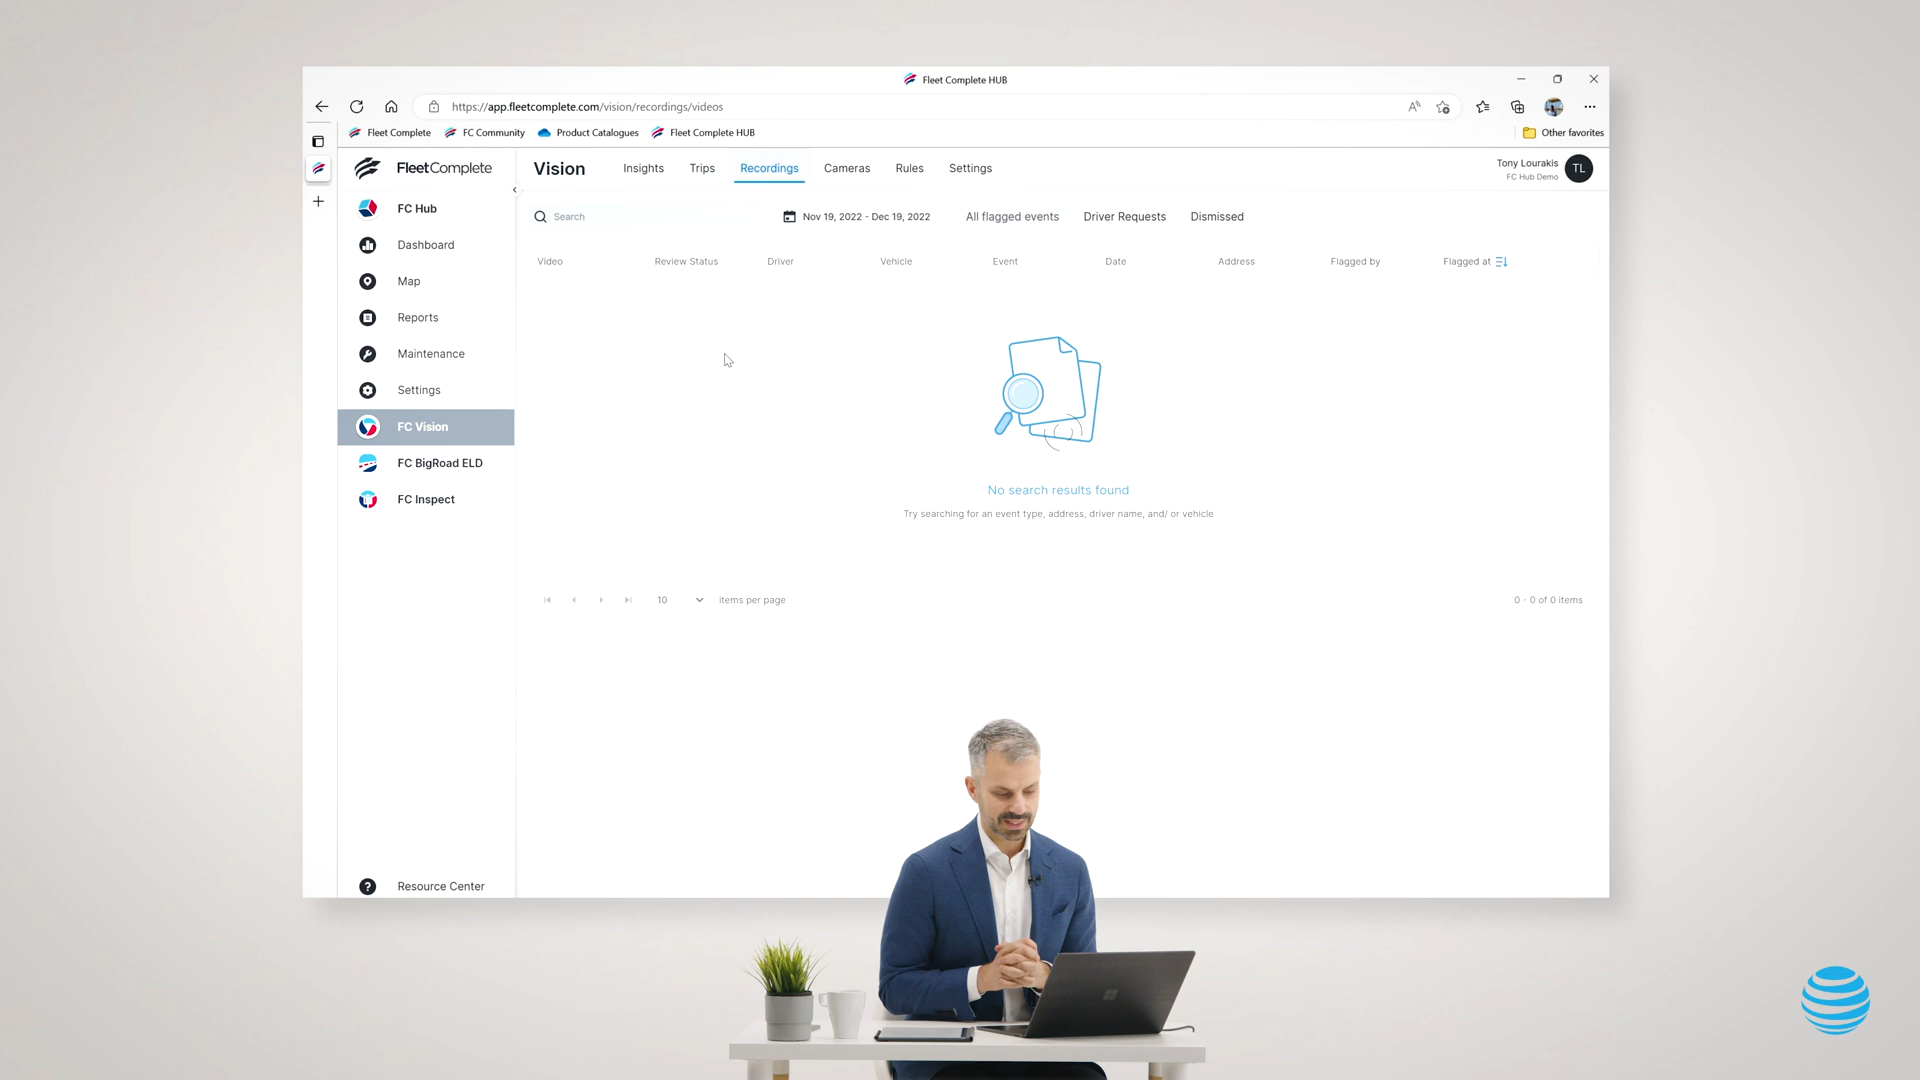 Fleet Complete HUB
https://app.fleetcomplete.com/vision/recordings/videos
Fleet Complete FC Community Product Catalogues Fleet Complete HUB Other favorites
FleetComplete
FC Hub
Dashboard
Map
Reports
Maintenance
Settings
FC Vision
FC BigRoad ELD
FC Inspect
Resource Center
Vision Insights Trips Recordings Cameras Rules Settings
Tony Lourakis
FC Hub Demo
TL
Search Nov 19, 2022 - Dec 19, 2022 All flagged events Driver Requests Dismissed
Video Review Status Driver Vehicle Event Date Address Flagged by Flagged at
No search results found
Try searching for an event type, address, driver name, and/ or vehicle
10 items per page 0 - 0 of 0 items